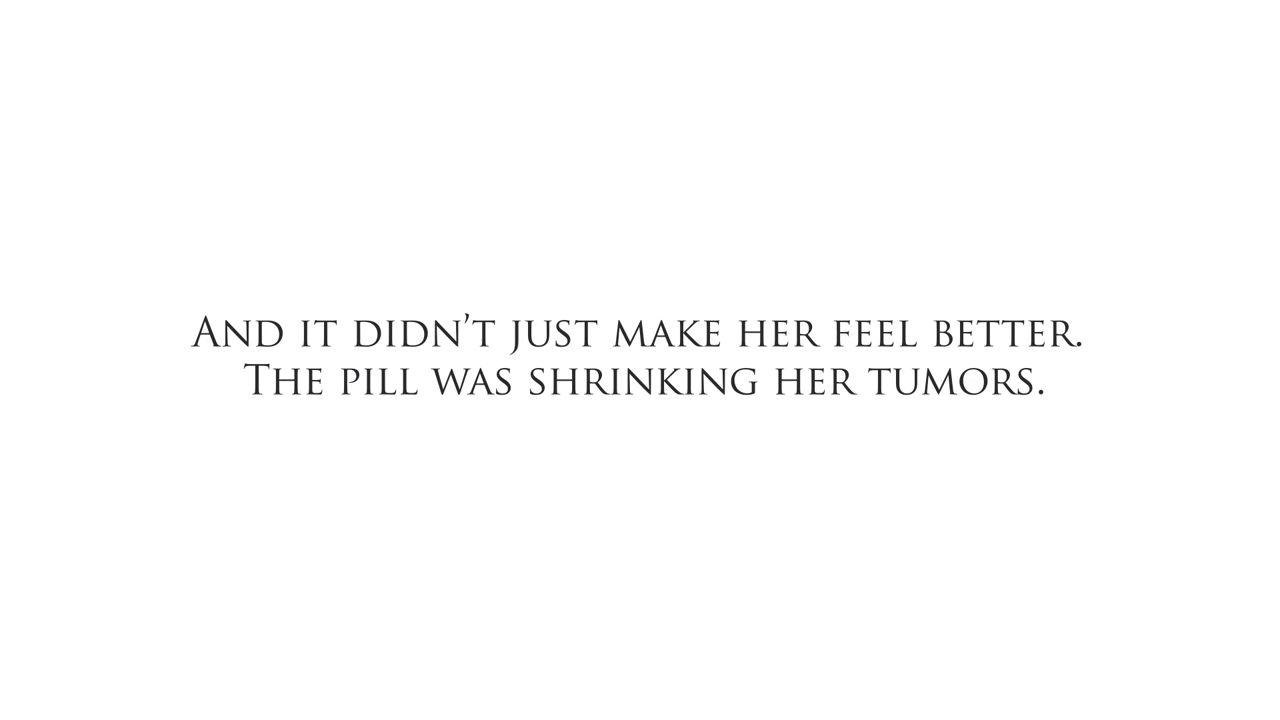 And it didn’t just make her feel better.
The pill was shrinking her tumors.